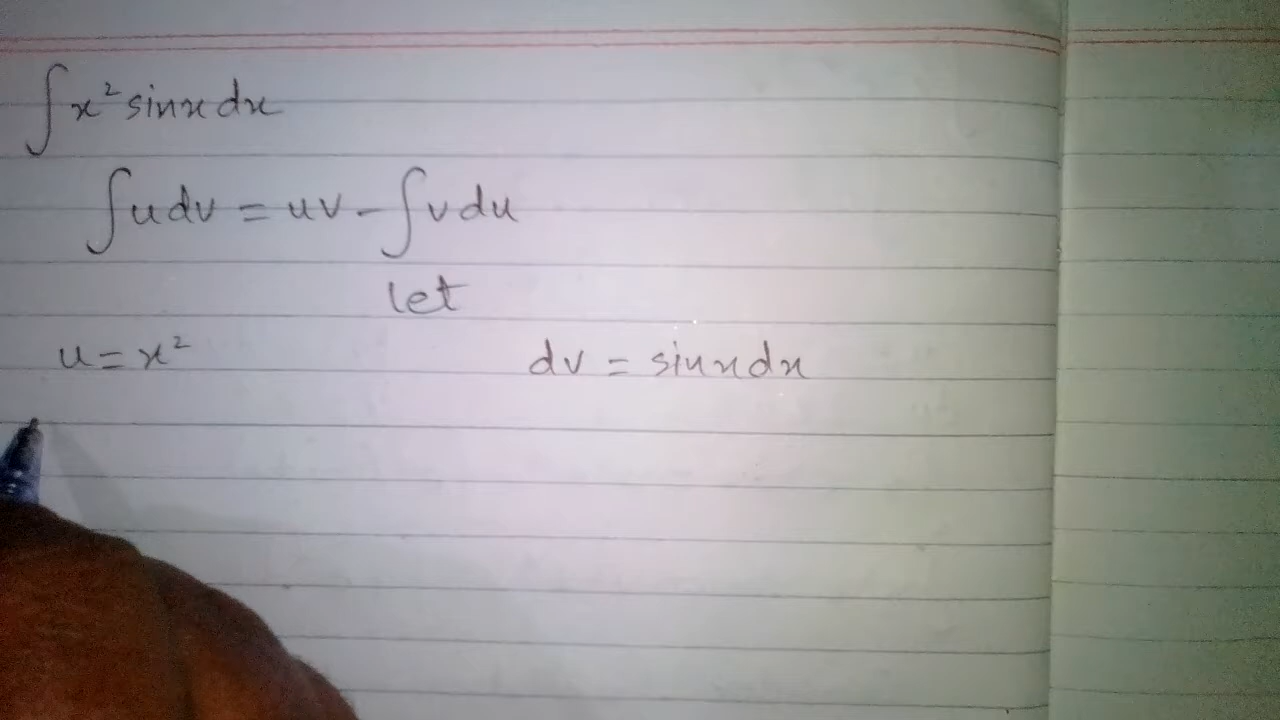 ∫x² sinx dx
∫u dv = uv - ∫v du
let
u = x² dv = sinx dx